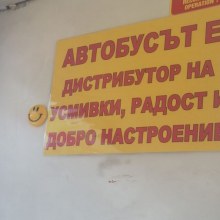 АВТОБУСЪТ Е
ДИСТРИБУТОР НА
УСМИВКИ, РАДОСТ
ДОБРО НАСТРОЕНИ